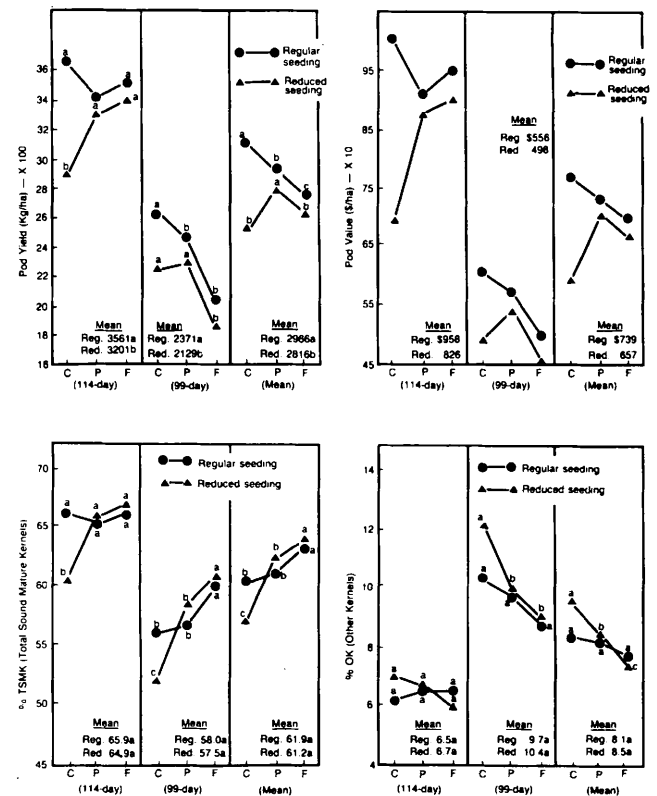 Pod Yield (Kg/ha) — X 100
36
34
32
30
28
26
24
22
20
18
16
Regular
seeding
Reduced
seeding
a
a
a
a
b
a
b
a
a
b
b
a
b
c
a
b
b
Mean
Reg. 3561a
Red. 3201b
Mean
Reg. 2371a
Red. 2129b
Mean
Reg. 2986a
Red. 2816b
C P F C P F C P F
(114-day) (99-day) (Mean)
Pod Value ($/ha) — X 10
95
85
75
65
55
45
Regular
seeding
Reduced
seeding
Mean
Reg $556
Red 498
Mean
Reg. $958
Red. 826
Mean
Reg $739
Red 657
C P F C P F C P F
(114-day) (99-day) (Mean)
% TSMK (Total Sound Mature Kernels)
70
65
60
55
50
45
Regular seeding
Reduced seeding
a
a
a
b
a
a
b
b
a
c
b
a
b
b
a
c
b
a
Mean
Reg. 65.9a
Red 64.9a
Mean
Reg. 58.0a
Red 57.5a
Mean
Reg. 61.9a
Red 61.2a
C P F C P F C P F
(114-day) (99-day) (Mean)
% OK (Other Kernels)
14
12
10
8
6
4
Regular seeding
Reduced seeding
a
a
a
a
a
a
a
b
b
a
a
a
b
a
a
a
c
Mean
6.5a
6.7a
Mean
Reg. 9 7a
Red 10.4a
Mean
Reg. 8 1a
Red. 8.5a
C P F C P F C P F
(114-day) (99-day) (Mean)